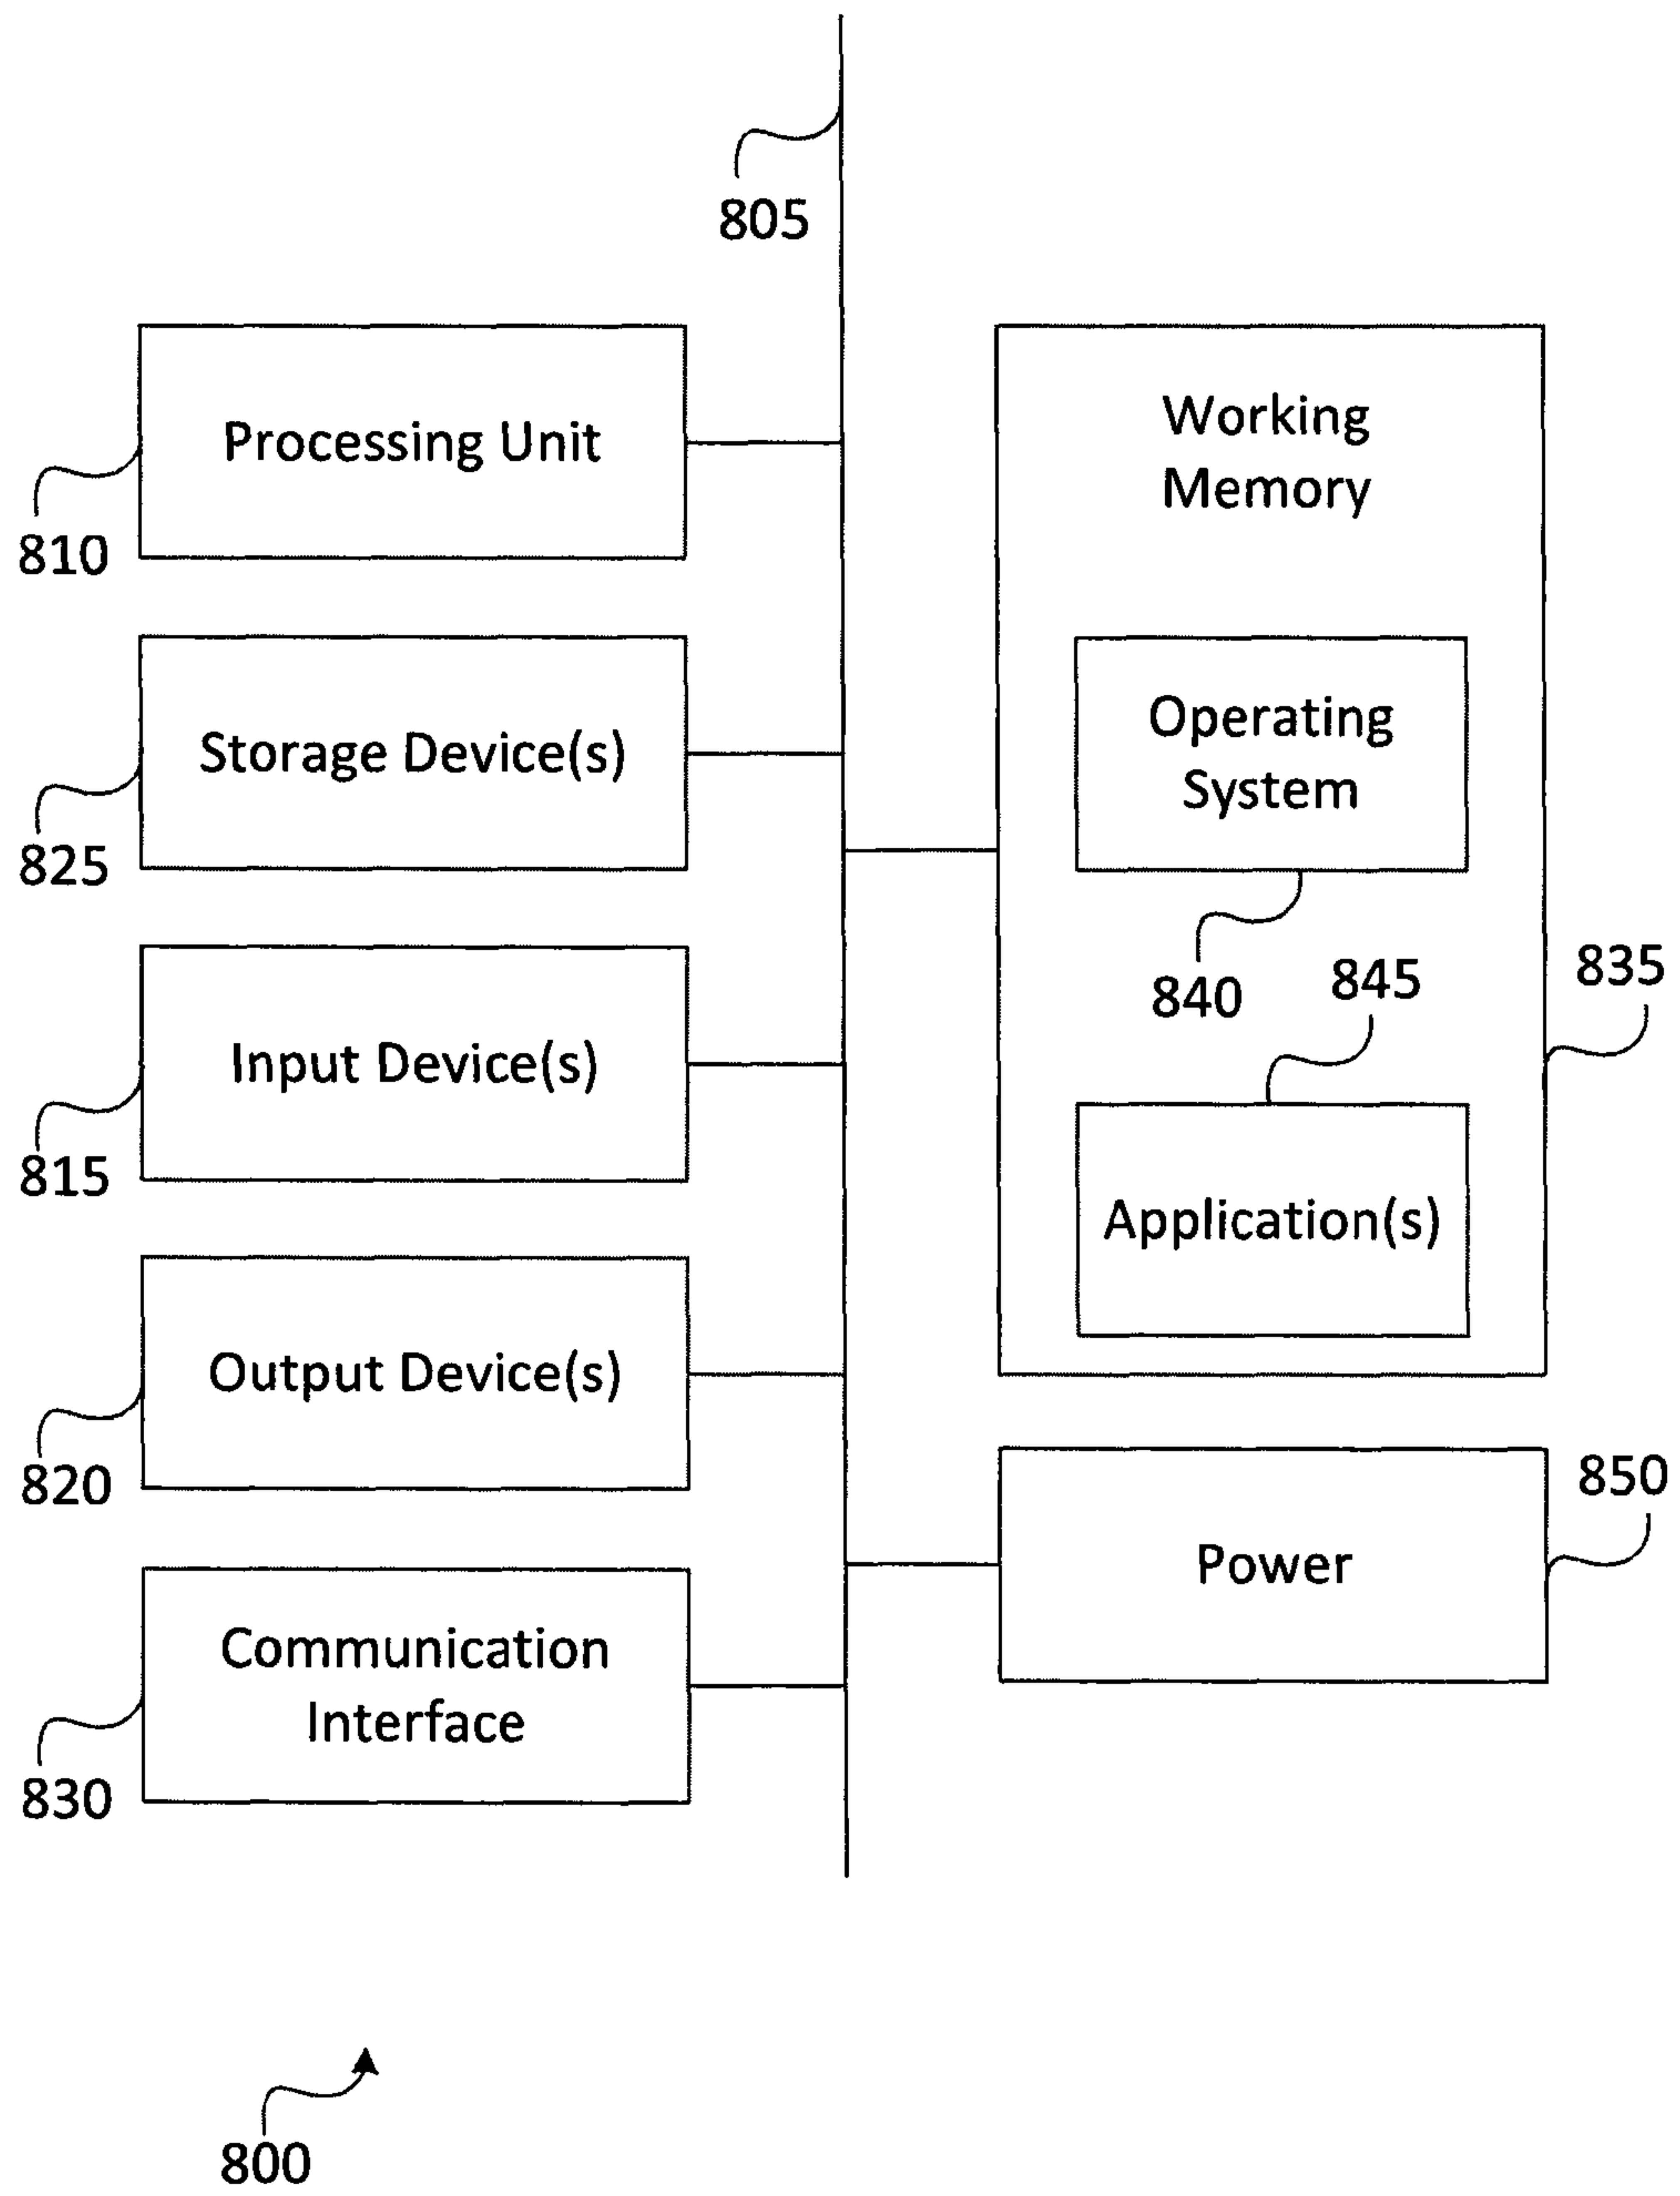 805
Processing Unit
810
Storage Device(s)
825
Input Device(s)
815
Output Device(s)
820
Communication
Interface
830
Working
Memory
Operating
System
840
845
835
Application(s)
850
Power
800